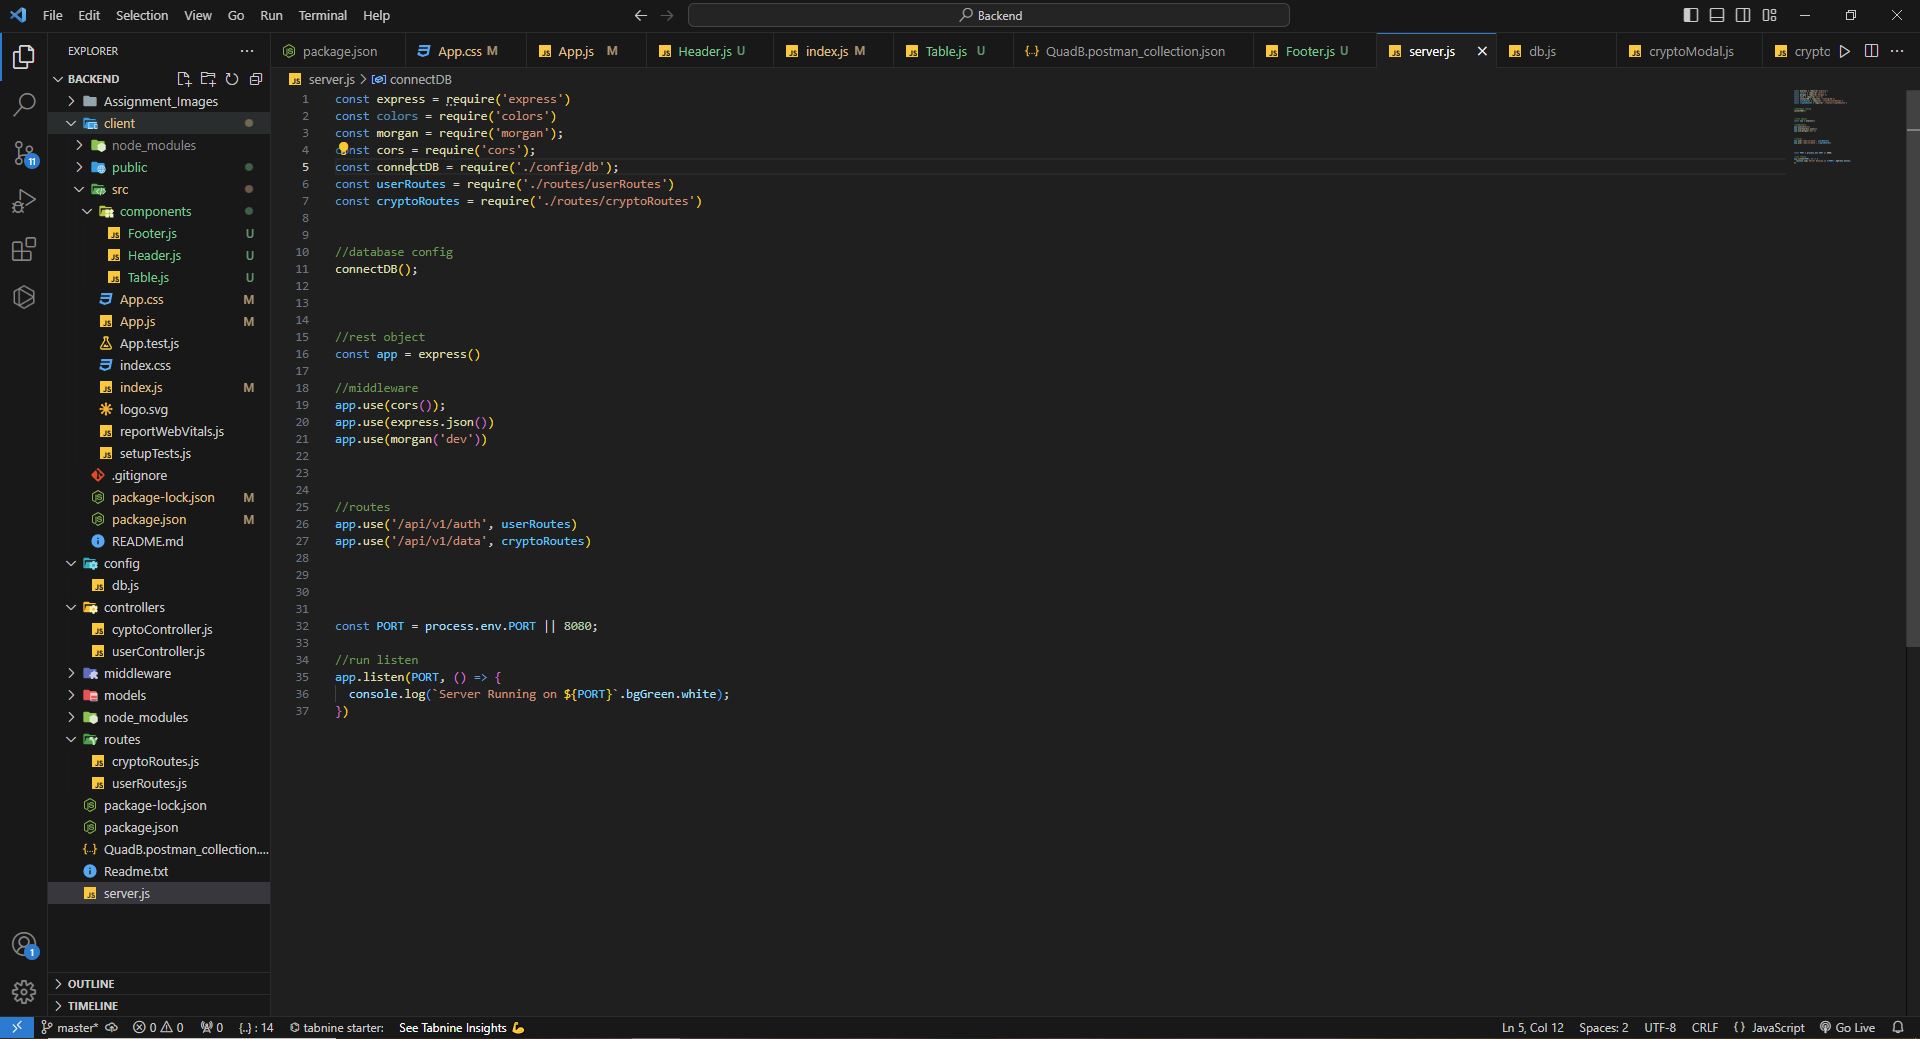 File Edit Selection View Go Run Terminal Help
Backend
EXPLORER
BACKEND
Assignment_Images
client
node_modules
public
src
components
Footer.js U
Header.js U
Table.js U
App.css M
App.js M
App.test.js
index.css
index.js M
logo.svg
reportWebVitals.js
setupTests.js
.gitignore
package-lock.json M
package.json M
README.md
config
db.js
controllers
cyptoController.js
userController.js
middleware
models
node_modules
routes
cryptoRoutes.js
userRoutes.js
package-lock.json
package.json
QuadB.postman_collection....
Readme.txt
server.js
OUTLINE
TIMELINE
11
1
package.json App.css M App.js M Header.js U index.js M Table.js U QuadB.postman_collection.json Footer.js U server.js db.js cryptoModal.js crypto
server.js > connectDB
1 const express = require('express')
2 const colors = require('colors')
3 const morgan = require('morgan');
4 const cors = require('cors');
5 const connectDB = require('./config/db');
6 const userRoutes = require('./routes/userRoutes')
7 const cryptoRoutes = require('./routes/cryptoRoutes')
8
9
10 //database config
11 connectDB();
12
13
14
15 //rest object
16 const app = express()
17
18 //middleware
19 app.use(cors());
20 app.use(express.json())
21 app.use(morgan('dev'))
22
23
24
25 //routes
26 app.use('/api/v1/auth', userRoutes)
27 app.use('/api/v1/data', cryptoRoutes)
28
29
30
31
32 const PORT = process.env.PORT || 8080;
33
34 //run listen
35 app.listen(PORT, () => {
36 console.log(`Server Running on ${PORT}`.bgGreen.white);
37 })
master* 0 0 0 {..} : 14 tabnine starter: See Tabnine Insights 💪 Ln 5, Col 12 Spaces: 2 UTF-8 CRLF {} JavaScript Go Live